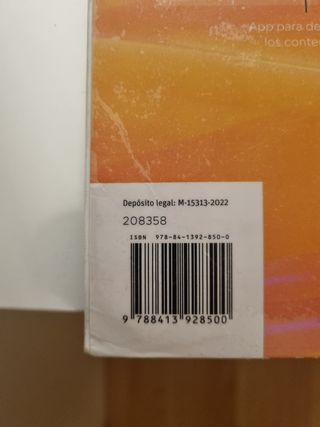 App para de
los conte
Depósito legal: M-15313-2022
208358
ISBN 978-84-1392-850-0
9 788413 928500